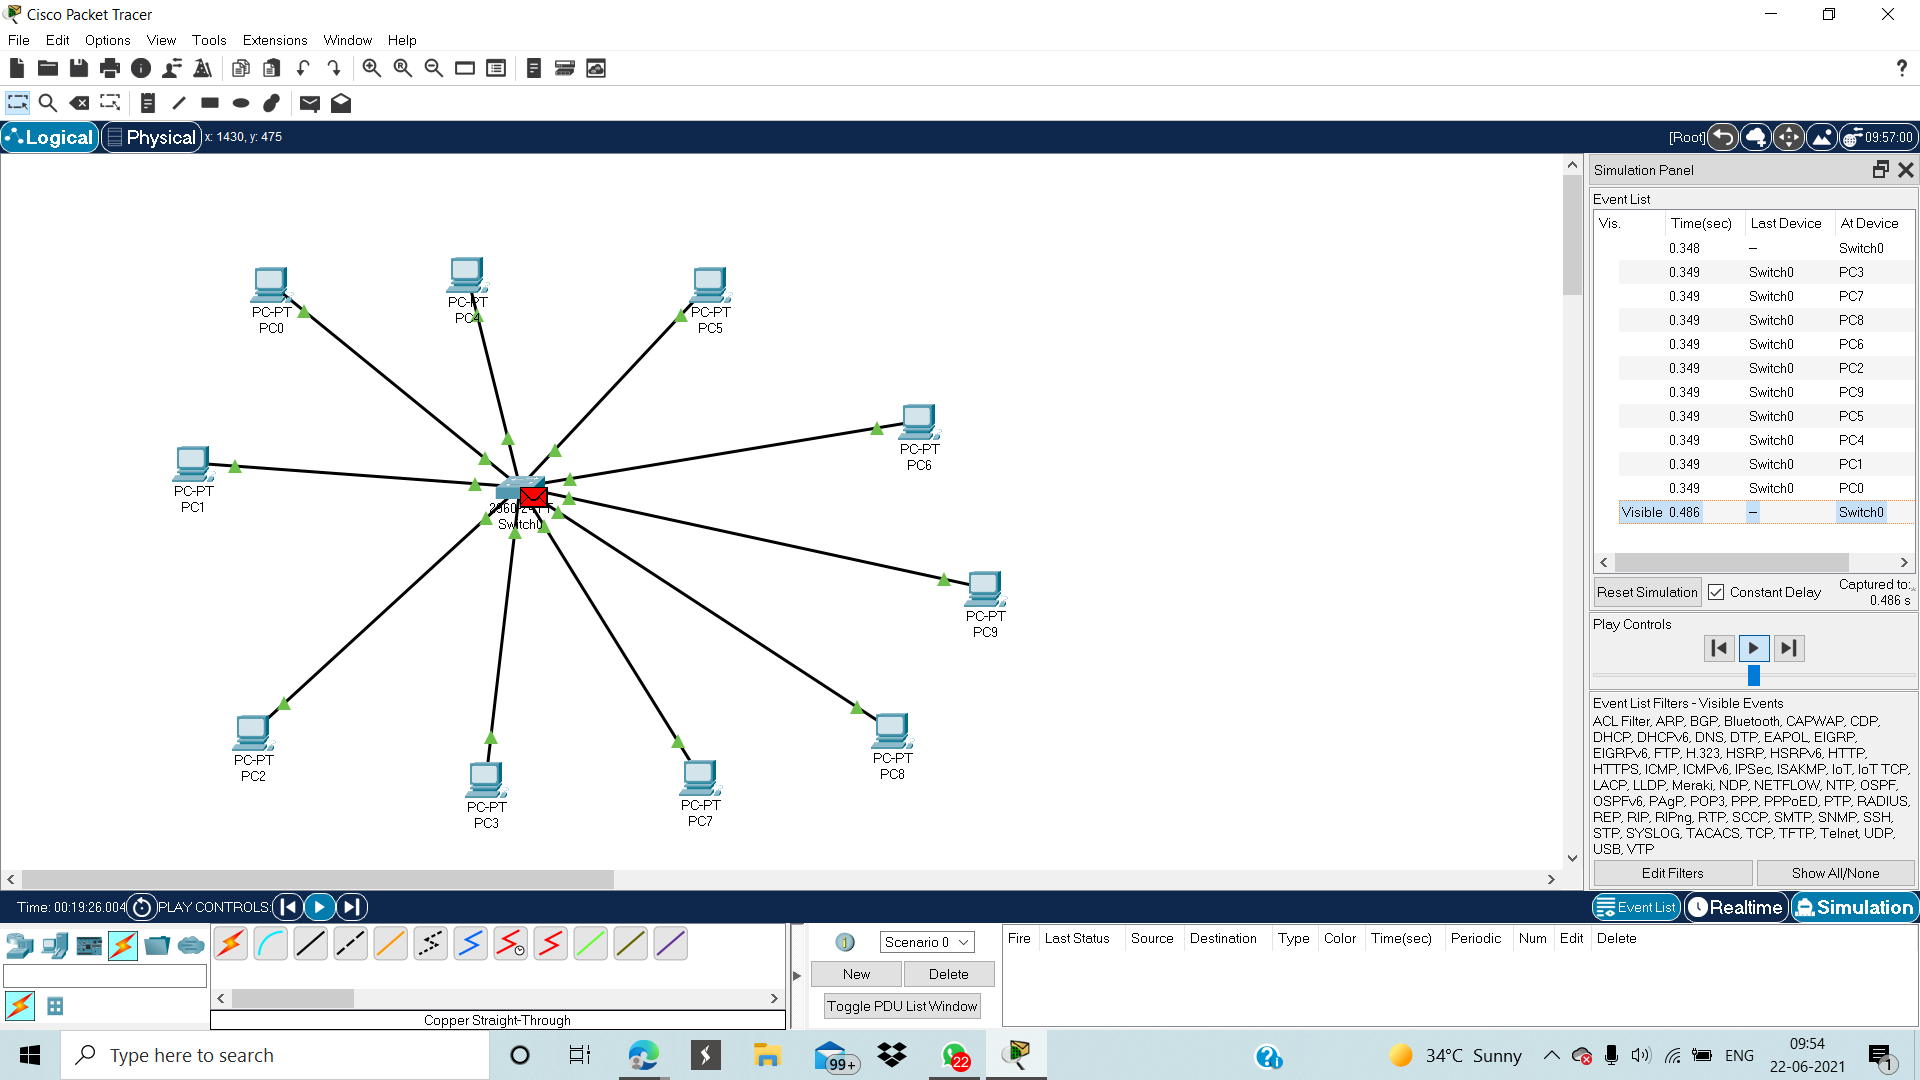 Cisco Packet Tracer
File Edit Options View Tools Extensions Window Help
?
Logical Physical x: 1430, y: 475 [Root] 09:57:00
Simulation Panel
Event List
Vis. Time(sec) Last Device At Device
0.348 -- Switch0
0.349 Switch0 PC3
0.349 Switch0 PC7
0.349 Switch0 PC8
0.349 Switch0 PC6
0.349 Switch0 PC2
0.349 Switch0 PC9
0.349 Switch0 PC5
0.349 Switch0 PC4
0.349 Switch0 PC1
0.349 Switch0 PC0
Visible 0.486 -- Switch0
Reset Simulation Constant Delay Captured to:
0.486 s
Play Controls
Event List Filters - Visible Events
ACL Filter, ARP, BGP, Bluetooth, CAPWAP, CDP,
DHCP, DHCPv6, DNS, DTP, EAPOL, EIGRP,
EIGRPv6, FTP, H.323, HSRP, HSRPv6, HTTP,
HTTPS, ICMP, ICMPv6, IPSec, ISAKMP, IoT, IoT TCP,
LACP, LLDP, Meraki, NDP, NETFLOW, NTP, OSPF,
OSPFv6, PAgP, POP3, PPP, PPPoED, PTP, RADIUS,
REP, RIP, RIPng, RTP, SCCP, SMTP, SNMP, SSH,
STP, SYSLOG, TACACS, TCP, TFTP, Telnet, UDP,
USB, VTP
Edit Filters Show All/None
PC-PT
PC0
PC-PT
PC4
PC-PT
PC5
PC-PT
PC6
PC-PT
PC1
Switch0
PC-PT
PC9
PC-PT
PC2
PC-PT
PC3
PC-PT
PC7
PC-PT
PC8
Time: 00:19:26.004 PLAY CONTROLS: Event List Realtime Simulation
Copper Straight-Through
Scenario 0
New Delete
Toggle PDU List Window
Fire Last Status Source Destination Type Color Time(sec) Periodic Num Edit Delete
Type here to search 99+ 22 34°C Sunny ENG 09:54
22-06-2021
1